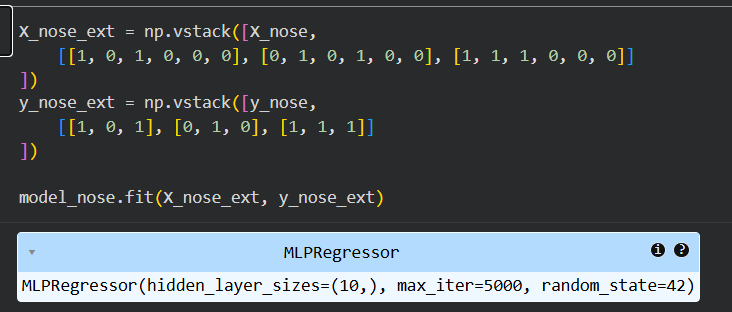 X_nose_ext = np.vstack([X_nose,
    [[1, 0, 1, 0, 0, 0], [0, 1, 0, 1, 0, 0], [1, 1, 1, 0, 0, 0]]
])
y_nose_ext = np.vstack([y_nose,
    [[1, 0, 1], [0, 1, 0], [1, 1, 1]]
])
model_nose.fit(X_nose_ext, y_nose_ext)
MLPRegressor i ?
MLPRegressor(hidden_layer_sizes=(10,), max_iter=5000, random_state=42)